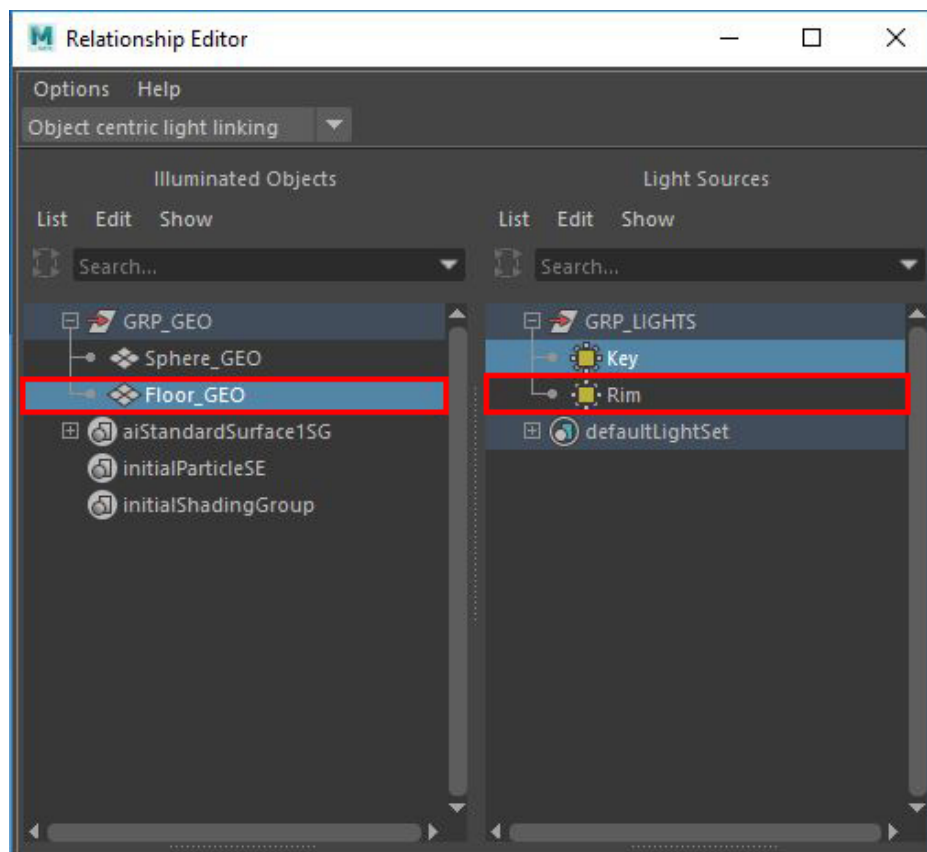 Relationship Editor
Options Help
Object centric light linking
Illuminated Objects
List Edit Show
Search...
GRP_GEO
Sphere_GEO
Floor_GEO
aiStandardSurface1SG
initialParticleSE
initialShadingGroup
Light Sources
List Edit Show
Search...
GRP_LIGHTS
Key
Rim
defaultLightSet